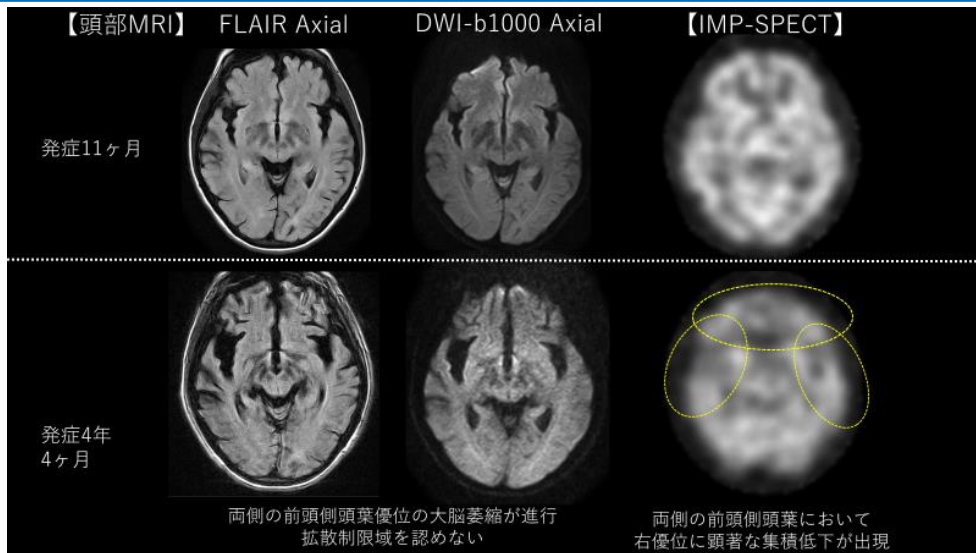 【頭部MRI】 FLAIR Axial DWI-b1000 Axial 【IMP-SPECT】
発症11ヶ月
発症4年
4ヶ月
両側の前頭側頭葉優位の大脳萎縮が進行
拡散制限域を認めない
両側の前頭側頭葉において
右優位に顕著な集積低下が出現